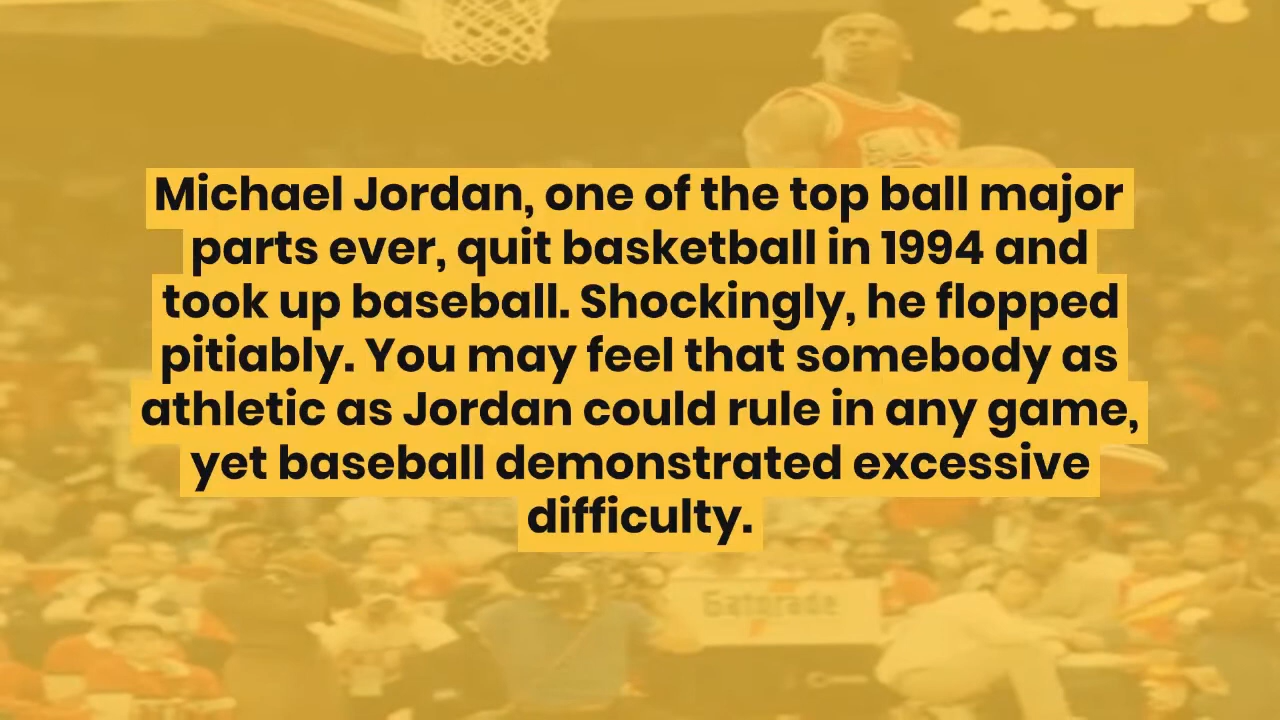 Michael Jordan, one of the top ball major
parts ever, quit basketball in 1994 and
took up baseball. Shockingly, he flopped
pitiably. You may feel that somebody as
athletic as Jordan could rule in any game,
yet baseball demonstrated excessive
difficulty.
Gatorade